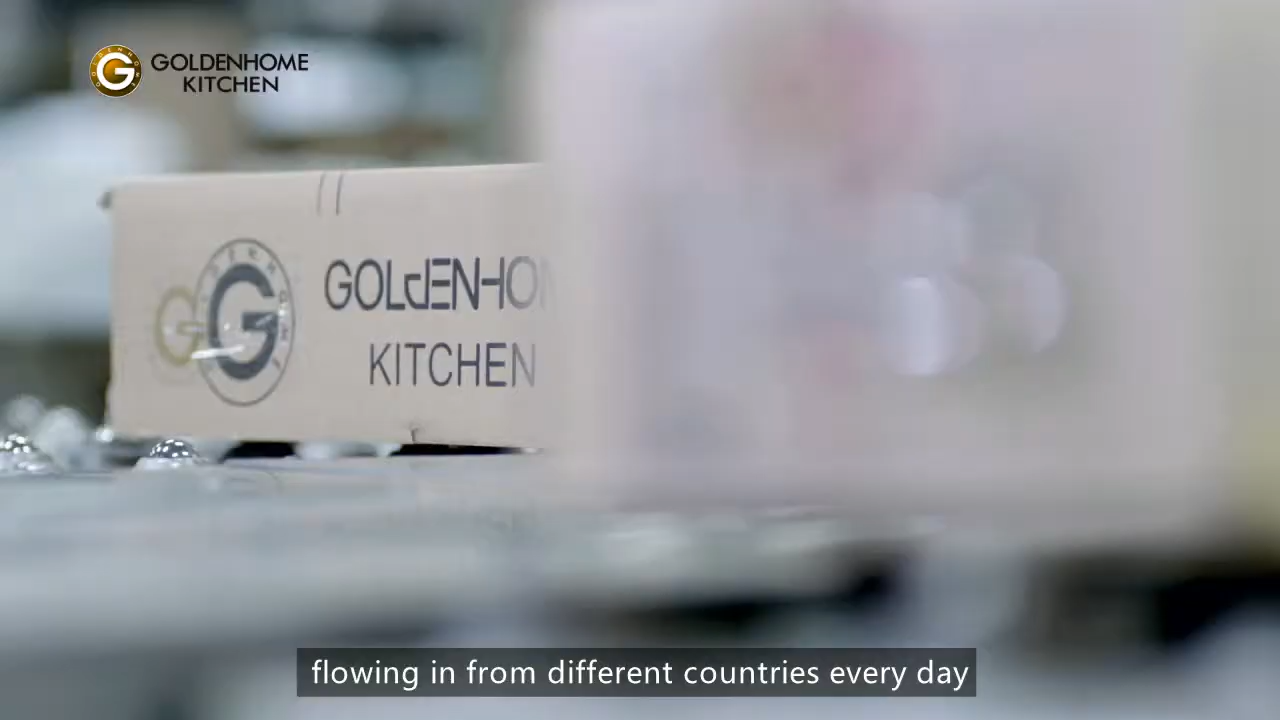 GOLDENHOME
KITCHEN
G
GOLdENHO
KITCHEN
flowing in from different countries every day